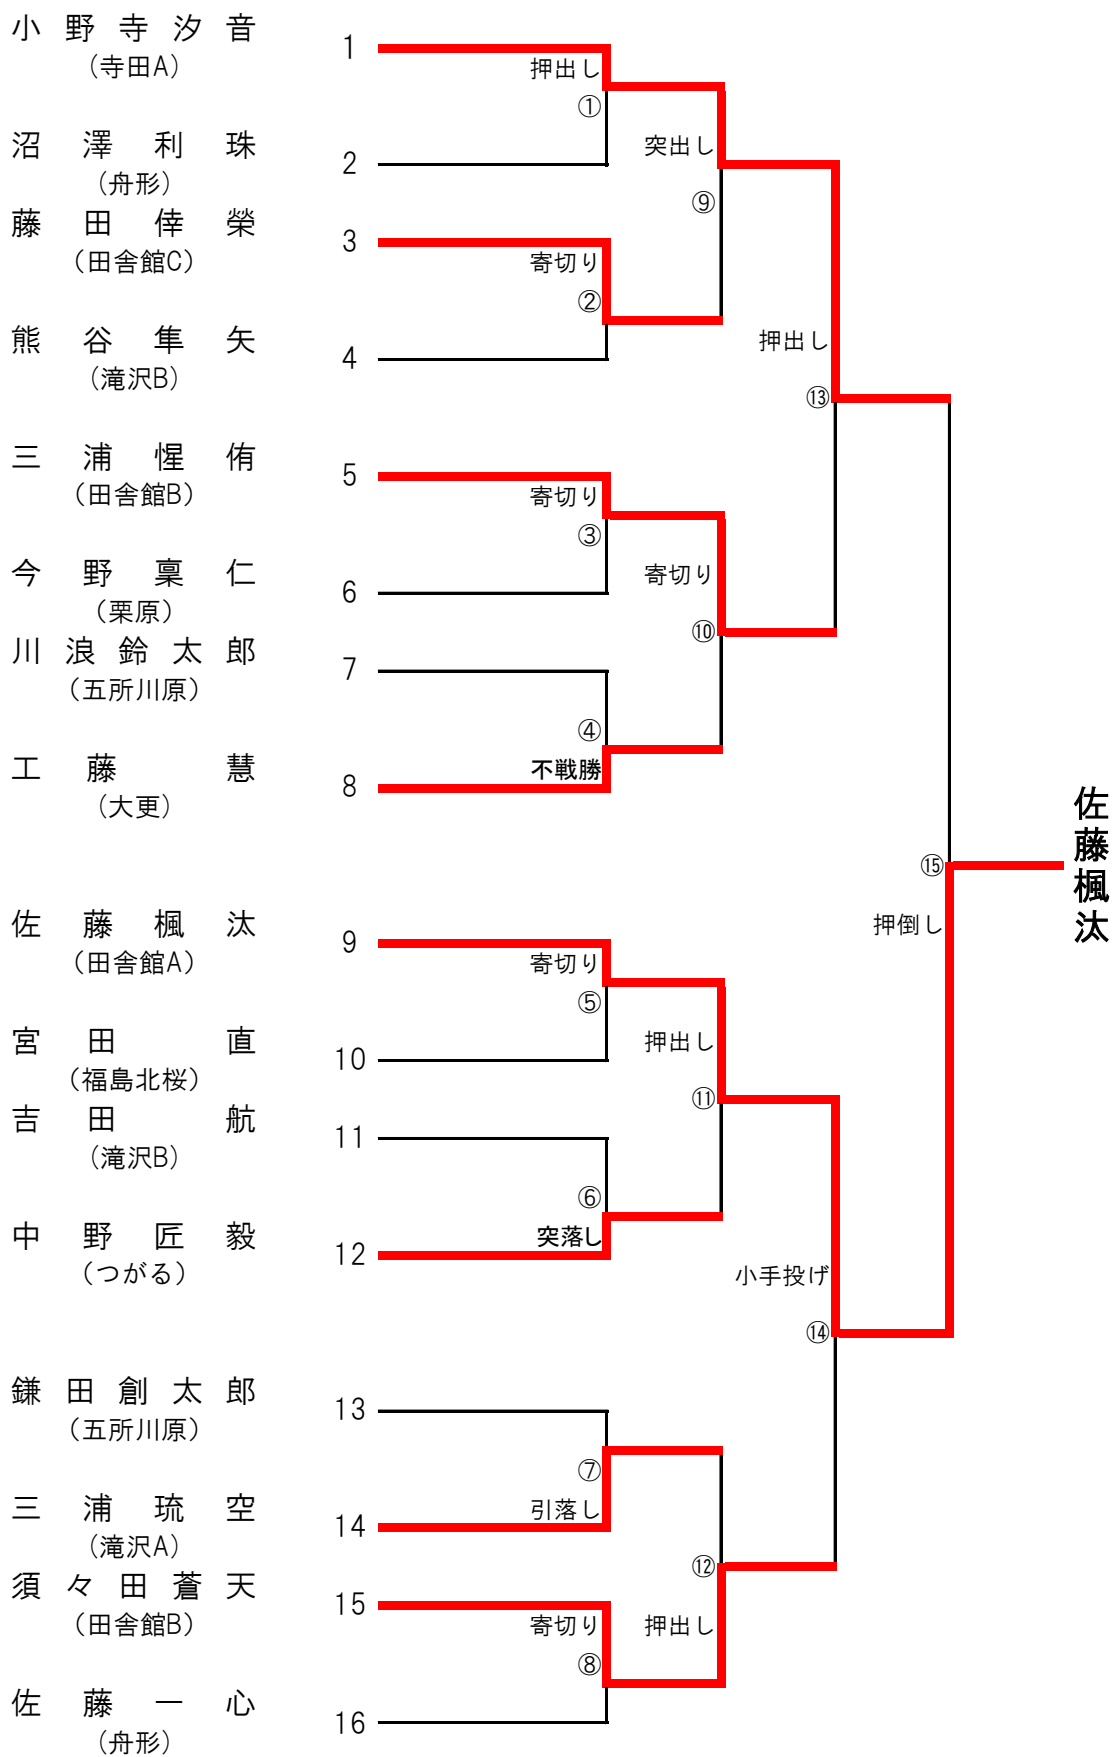 小野寺汐音
(寺田A)
1
押出し
①
沼澤利珠
(舟形)
2
突出し
⑨
藤田倖榮
(田舎館C)
3
寄切り
②
熊谷隼矢
(滝沢B)
4
押出し
⑬
三浦惺侑
(田舎館B)
5
寄切り
③
今野稟仁
(栗原)
6
寄切り
⑩
川浪鈴太郎
(五所川原)
7
④
不戦勝
工藤慧
(大更)
8
⑮
押倒し
佐藤楓汰
佐藤楓汰
(田舎館A)
9
寄切り
⑤
宮田直
(福島北桜)
10
押出し
⑪
吉田航
(滝沢B)
11
⑥
突落し
中野匠毅
(つがる)
12
小手投げ
⑭
鎌田創太郎
(五所川原)
13
⑦
引落し
三浦琉空
(滝沢A)
14
⑫
押出し
須々田蒼天
(田舎館B)
15
寄切り
⑧
佐藤一心
(舟形)
16